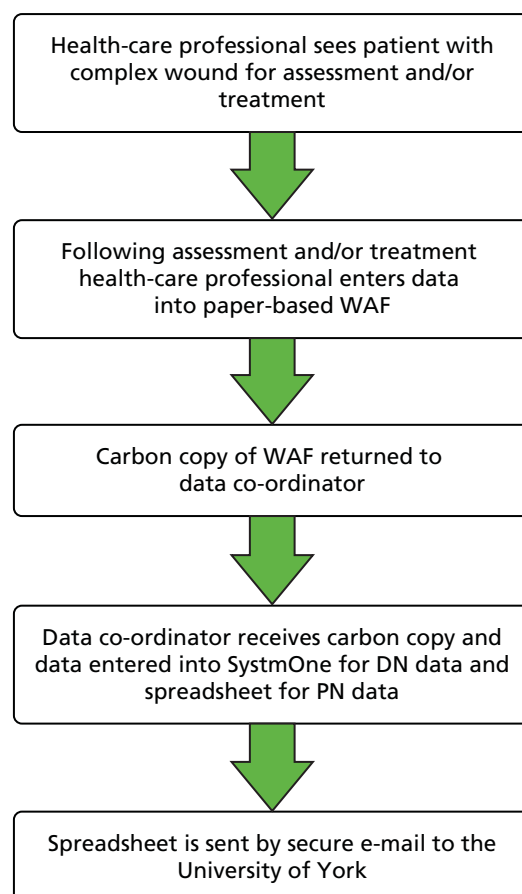 Health-care professional sees patient with
complex wound for assessment and/or
treatment
Following assessment and/or treatment
health-care professional enters data
into paper-based WAF
Carbon copy of WAF returned to
data co-ordinator
Data co-ordinator receives carbon copy and
data entered into SystmOne for DN data and
spreadsheet for PN data
Spreadsheet is sent by secure e-mail to the
University of York